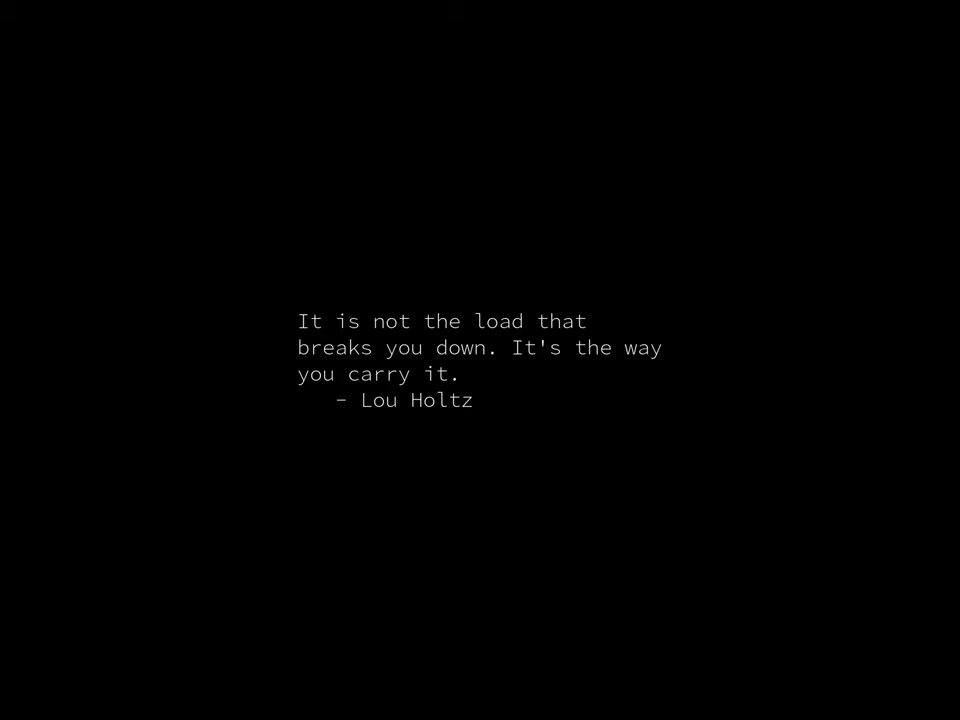 It is not the load that
breaks you down. It's the way
you carry it.
- Lou Holtz